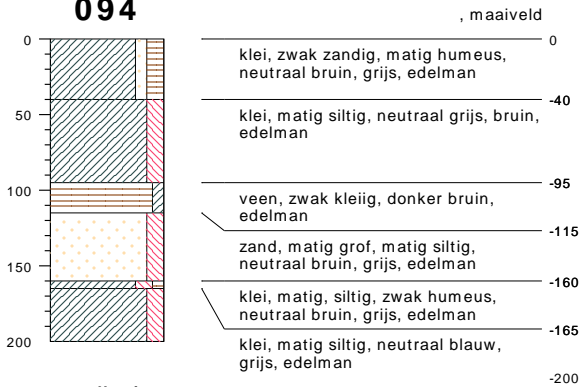 094
, maaiveld
0
0
klei, zwak zandig, matig humeus,
neutraal bruin, grijs, edelman
-40
klei, matig siltig, neutraal grijs, bruin,
edelman
50
-95
100
veen, zwak kleiig, donker bruin,
edelman
-115
zand, matig grof, matig siltig,
neutraal bruin, grijs, edelman
150
-160
klei, matig, siltig, zwak humeus,
neutraal bruin, grijs, edelman
-165
200
klei, matig siltig, neutraal blauw,
grijs, edelman
-200